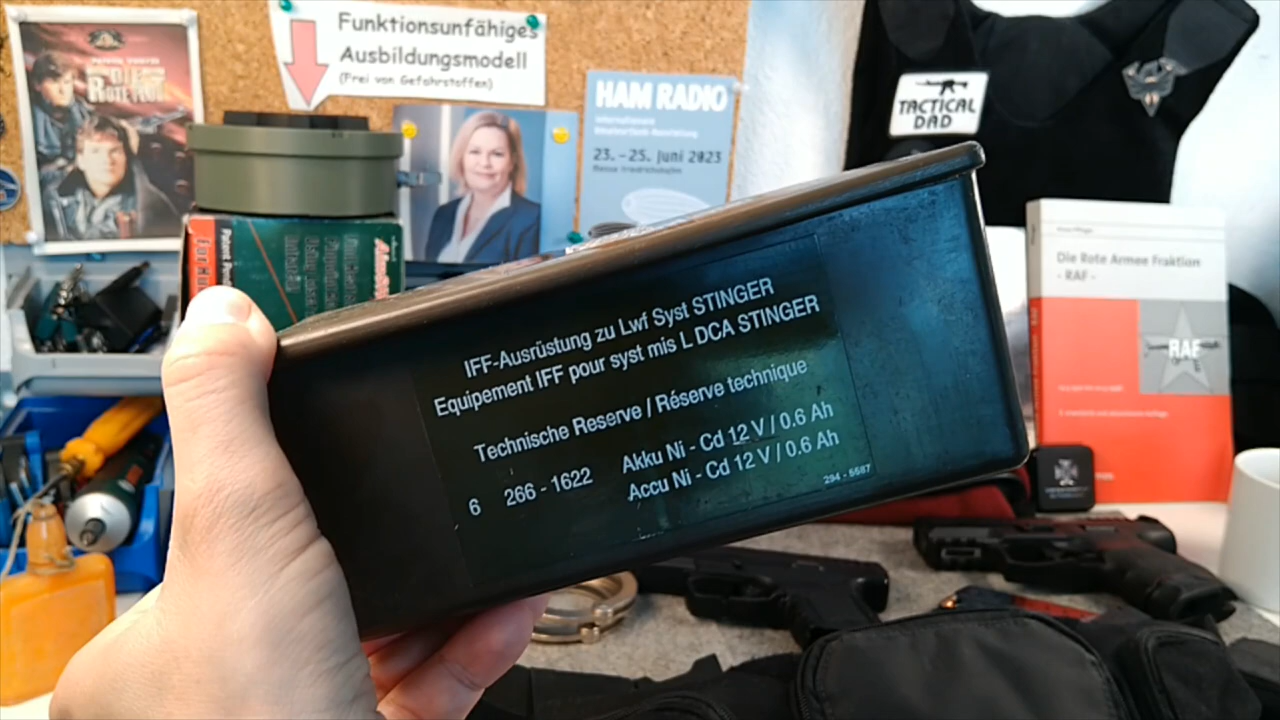 Funktionsunfähiges
Ausbildungsmodell
(Frei von Gefahrstoffen)
HAM RADIO
23. – 25. Juni 2023
TACTICAL
DAD
Die Rote Armee Fraktion
- RAF -
RAF
IFF-Ausrüstung zu Lwf Syst STINGER
Equipement IFF pour syst mis L DCA STINGER
Technische Reserve / Réserve technique
6 266 - 1622 Akku Ni - Cd 12 V / 0.6 Ah
Accu Ni - Cd 12 V / 0.6 Ah
294 - 5587